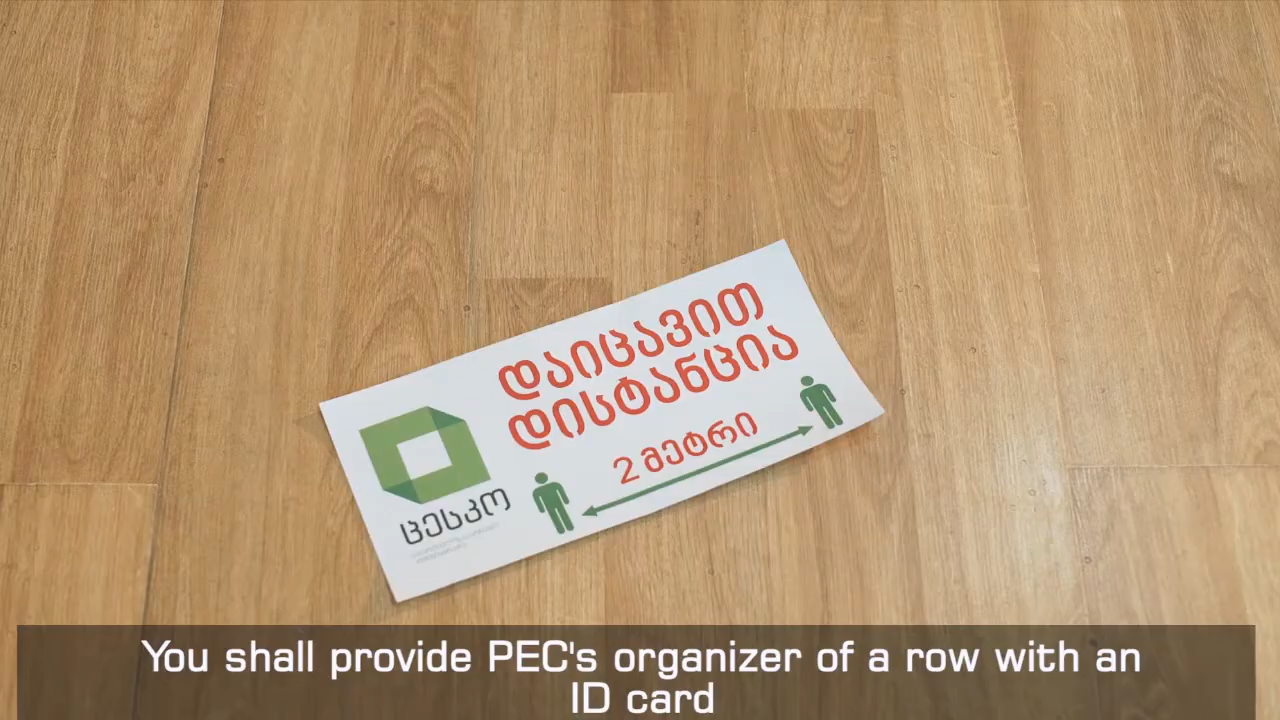 დაიცავით
დისტანცია
2 მეტრი
ცესკო
You shall provide PEC's organizer of a row with an
ID card